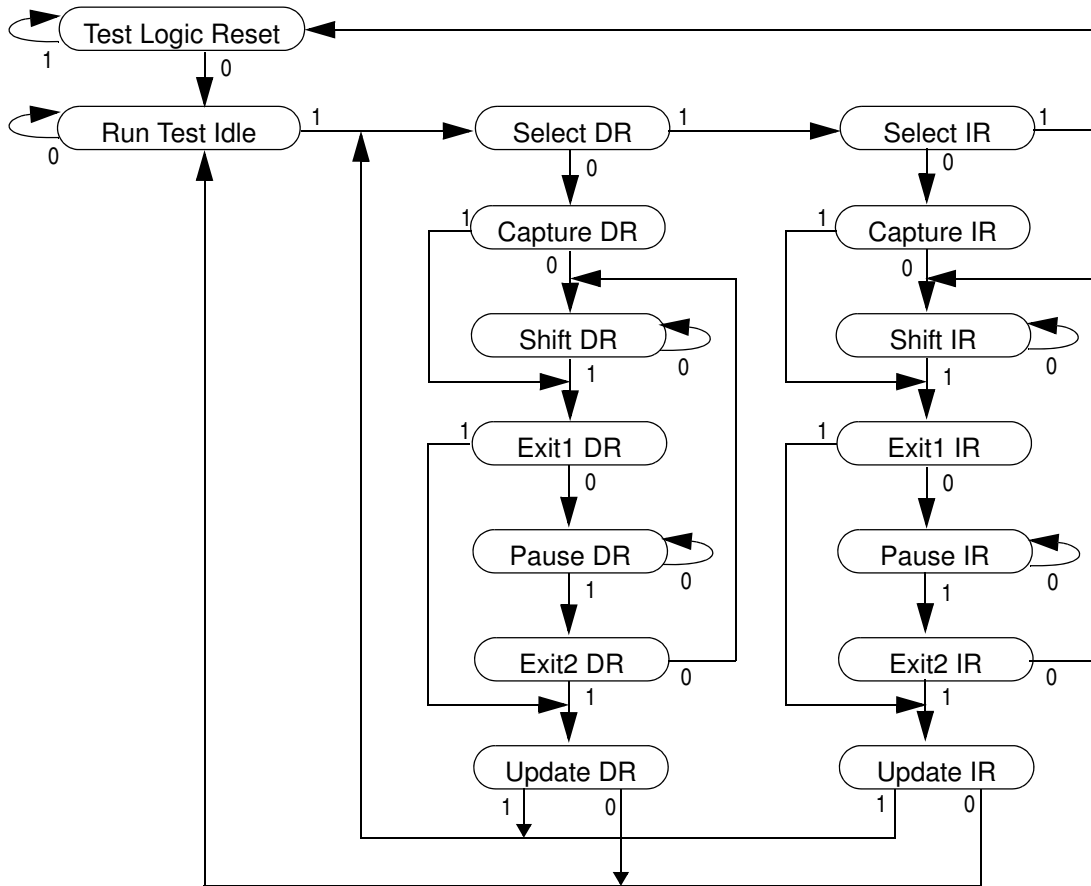 Test Logic Reset
1
0
Run Test Idle
0
1
Select DR
1
0
Select IR
1
0
1
Capture DR
0
1
Capture IR
0
Shift DR
0
1
Shift IR
0
1
1
Exit1 DR
0
1
Exit1 IR
0
Pause DR
0
1
Pause IR
0
1
Exit2 DR
0
1
Exit2 IR
0
1
Update DR
1
0
Update IR
1
0